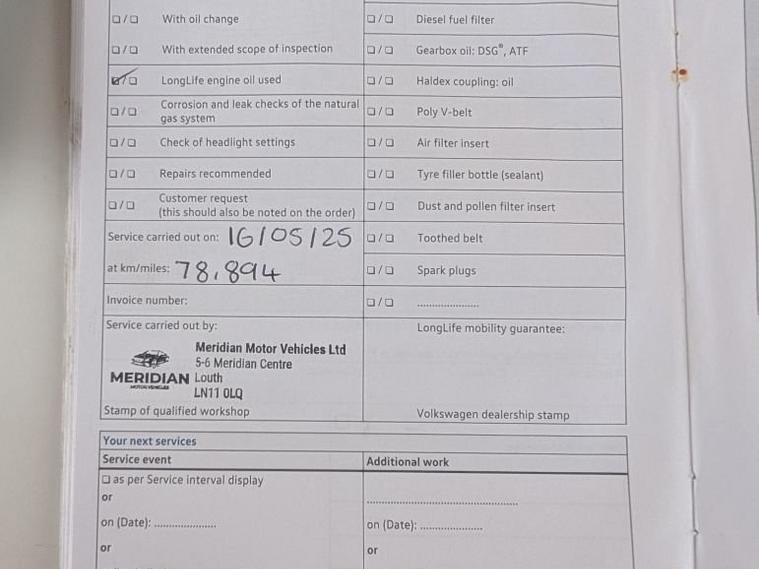 ☐ / ☐ With oil change
☐ / ☐ With extended scope of inspection
☑ / ☐ LongLife engine oil used
☐ / ☐ Corrosion and leak checks of the natural
gas system
☐ / ☐ Check of headlight settings
☐ / ☐ Repairs recommended
☐ / ☐ Customer request
(this should also be noted on the order)
Service carried out on: 16/05/25
at km/miles: 78,894
Invoice number:
Service carried out by:
Meridian Motor Vehicles Ltd
5-6 Meridian Centre
MERIDIAN Louth
MOTOR VEHICLES
LN11 0LQ
Stamp of qualified workshop
☐ / ☐ Diesel fuel filter
☐ / ☐ Gearbox oil: DSG®, ATF
☐ / ☐ Haldex coupling: oil
☐ / ☐ Poly V-belt
☐ / ☐ Air filter insert
☐ / ☐ Tyre filler bottle (sealant)
☐ / ☐ Dust and pollen filter insert
☐ / ☐ Toothed belt
☐ / ☐ Spark plugs
☐ / ☐ .....................
LongLife mobility guarantee:
Volkswagen dealership stamp
Your next services
Service event
☐ as per Service interval display
or
on (Date): .....................
or
Additional work
..................................................
on (Date): .....................
or